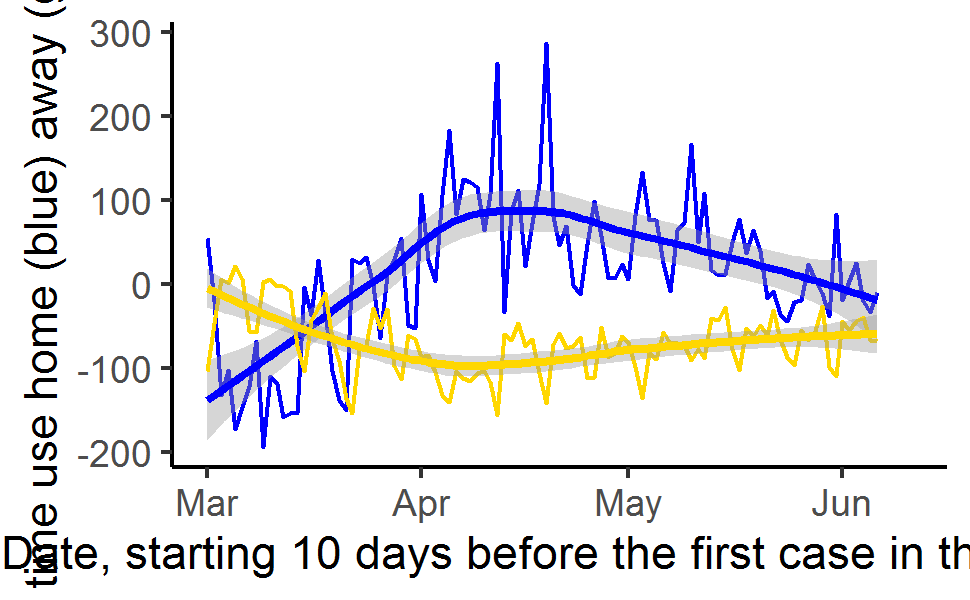 time use home (blue) away (
300
200
100
0
-100
-200
Mar Apr May Jun
Date, starting 10 days before the first case in th